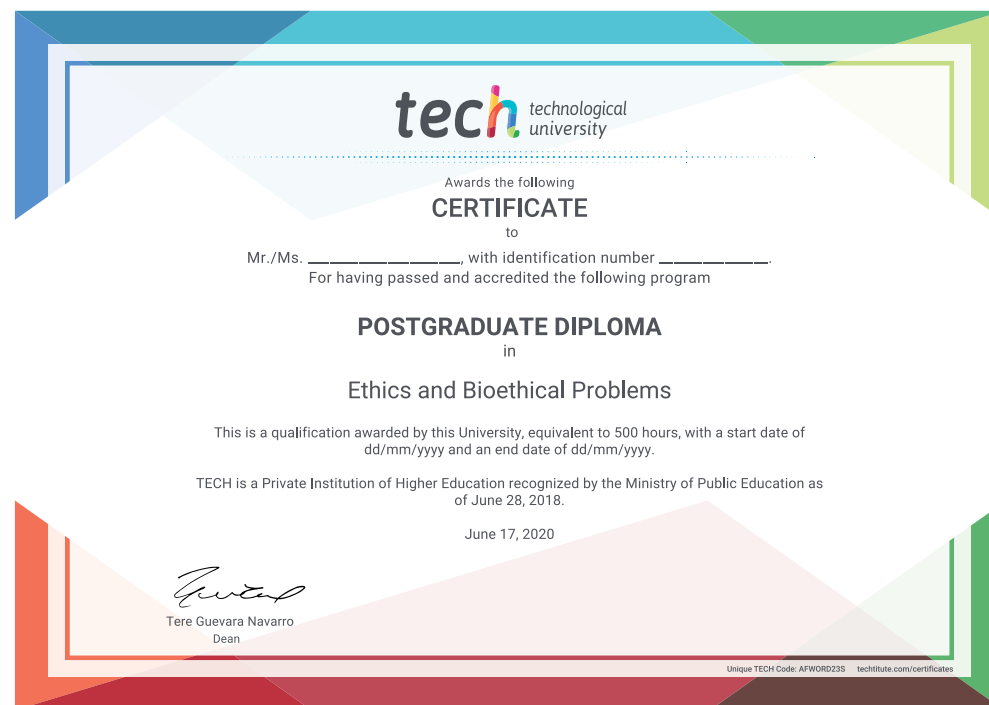 tech technological
university
Awards the following
CERTIFICATE
to
Mr./Ms. ____________________, with identification number ______________.
For having passed and accredited the following program
POSTGRADUATE DIPLOMA
in
Ethics and Bioethical Problems
This is a qualification awarded by this University, equivalent to 500 hours, with a start date of
dd/mm/yyyy and an end date of dd/mm/yyyy.
TECH is a Private Institution of Higher Education recognized by the Ministry of Public Education as
of June 28, 2018.
June 17, 2020
Tere Guevara Navarro
Dean
Unique TECH Code: AFWORD23S techtitute.com/certificates